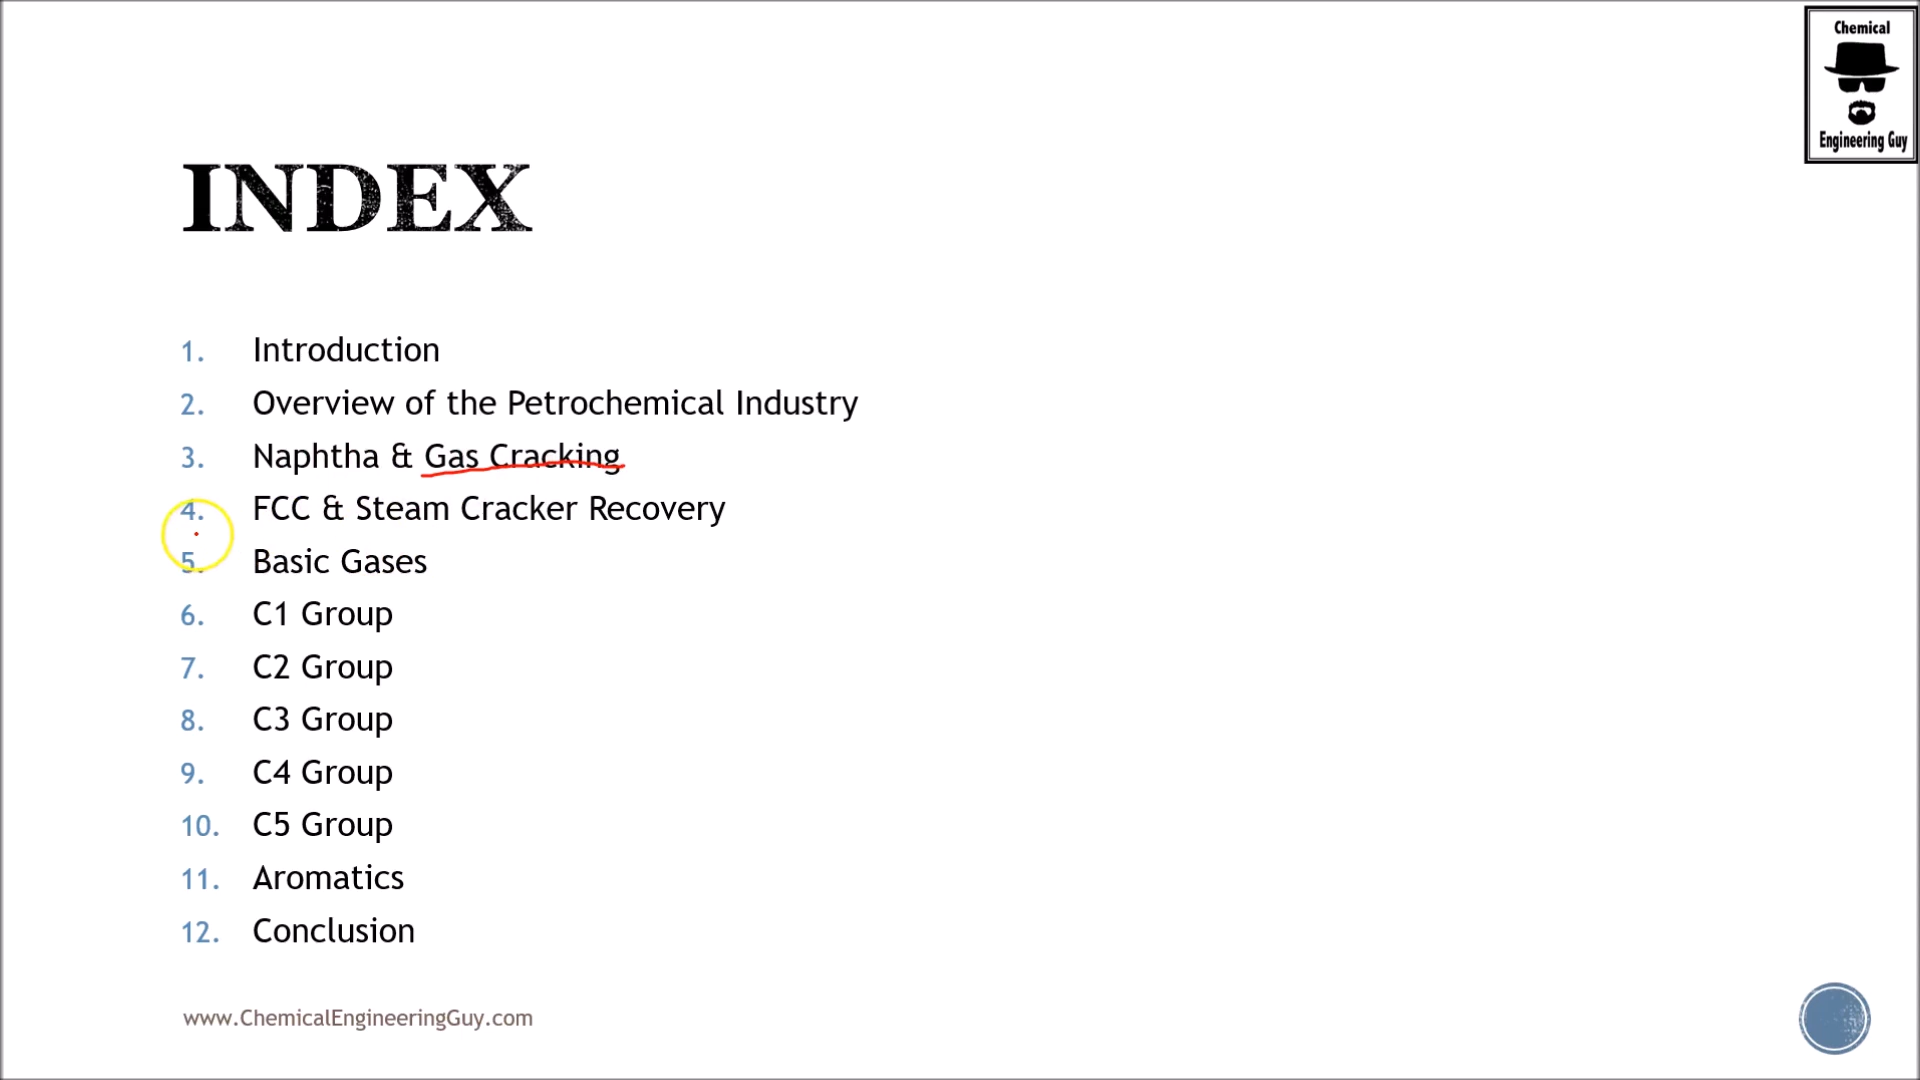 Chemical
Engineering Guy
INDEX
1. Introduction
2. Overview of the Petrochemical Industry
3. Naphtha & Gas Cracking
4. FCC & Steam Cracker Recovery
5. Basic Gases
6. C1 Group
7. C2 Group
8. C3 Group
9. C4 Group
10. C5 Group
11. Aromatics
12. Conclusion
www.ChemicalEngineeringGuy.com